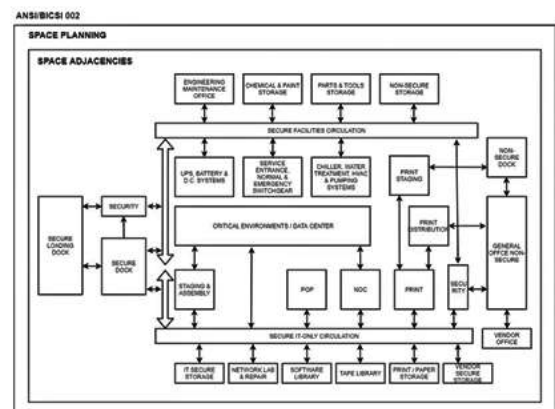 ANSI/BICSI 002
SPACE PLANNING
SPACE ADJACENCIES
ENGINEERING
MAINTENANCE
OFFICE
CHEMICAL & PAINT
STORAGE
PARTS & TOOLS
STORAGE
NON-SECURE
STORAGE
SECURE FACILITIES CIRCULATION
NON-
SECURE
DOCK
UPS, BATTERY &
D.C. SYSTEMS
SERVICE
ENTRANCE,
NORMAL &
EMERGENCY
SWITCHGEAR
CHILLER, WATER
TREATMENT, HVAC
& PUMPING
SYSTEMS
PRINT
STAGING
SECURITY
CRITICAL ENVIRONMENTS / DATA CENTER
PRINT
DISTRIBUTION
SECURE
LOADING
DOCK
SECURE
DOCK
GENERAL
OFFCE NON-
SECURE
STAGING &
ASSEMBLY
POP
NOC
PRINT
SECU
RITY
SECURE IT-ONLY CIRCULATION
VENDOR
OFFICE
IT SECURE
STORAGE
NETWORK LAB
& REPAIR
SOFTWARE
LIBRARY
TAPE LIBRARY
PRINT / PAPER
STORAGE
VENDOR
SECURE
STORAGE